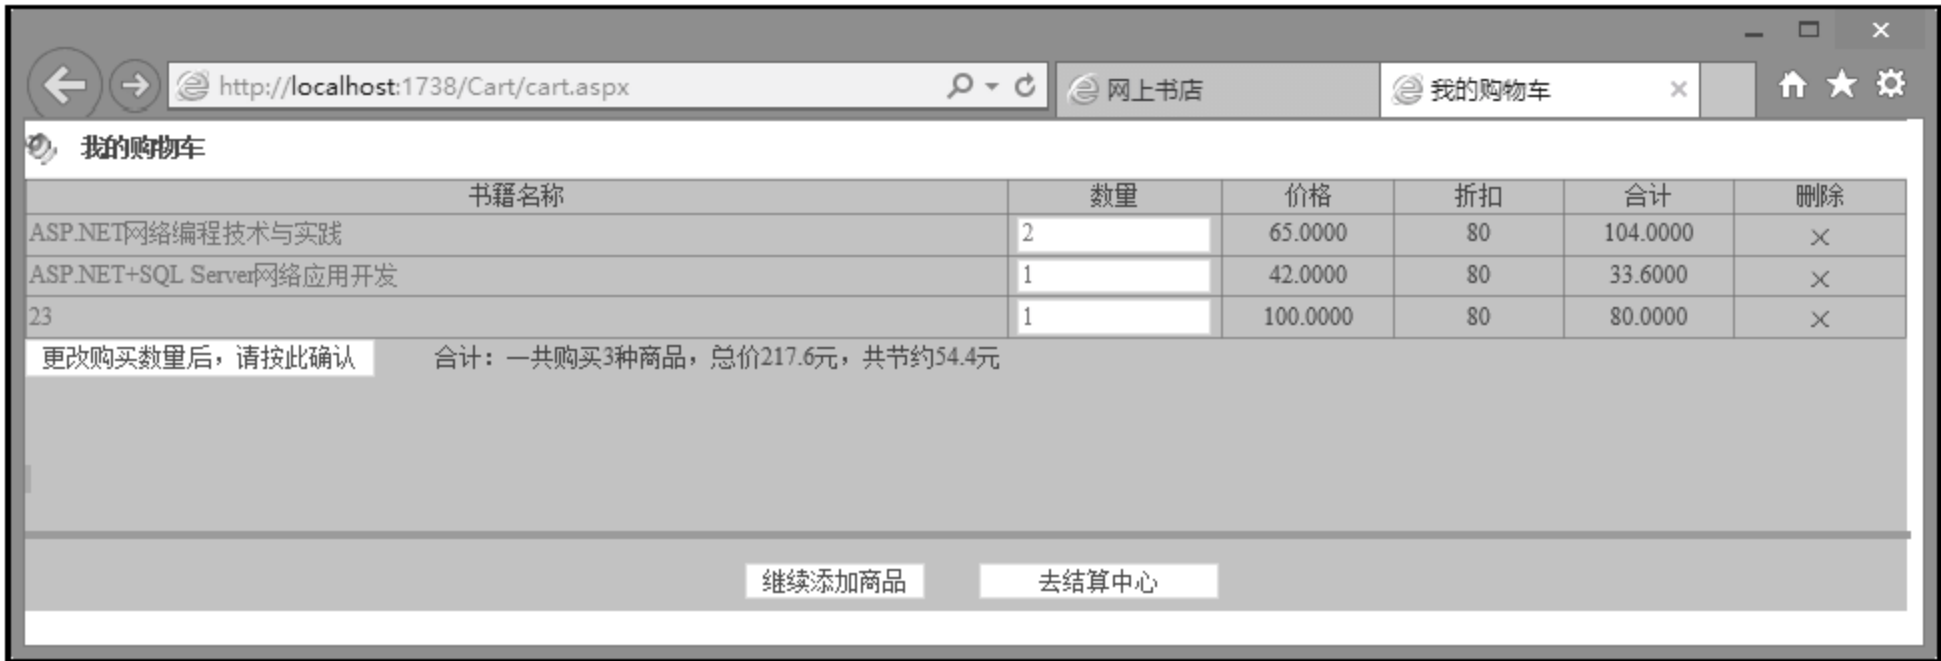 http://localhost:1738/Cart/cart.aspx 网上书店 我的购物车
我的购物车
书籍名称 数量 价格 折扣 合计 删除
ASP.NET网络编程技术与实践 2 65.0000 80 104.0000
ASP.NET+SQL Server网络应用开发 1 42.0000 80 33.6000
23 1 100.0000 80 80.0000
更改购买数量后，请按此确认 合计：一共购买3种商品，总价217.6元，共节约54.4元
继续添加商品 去结算中心